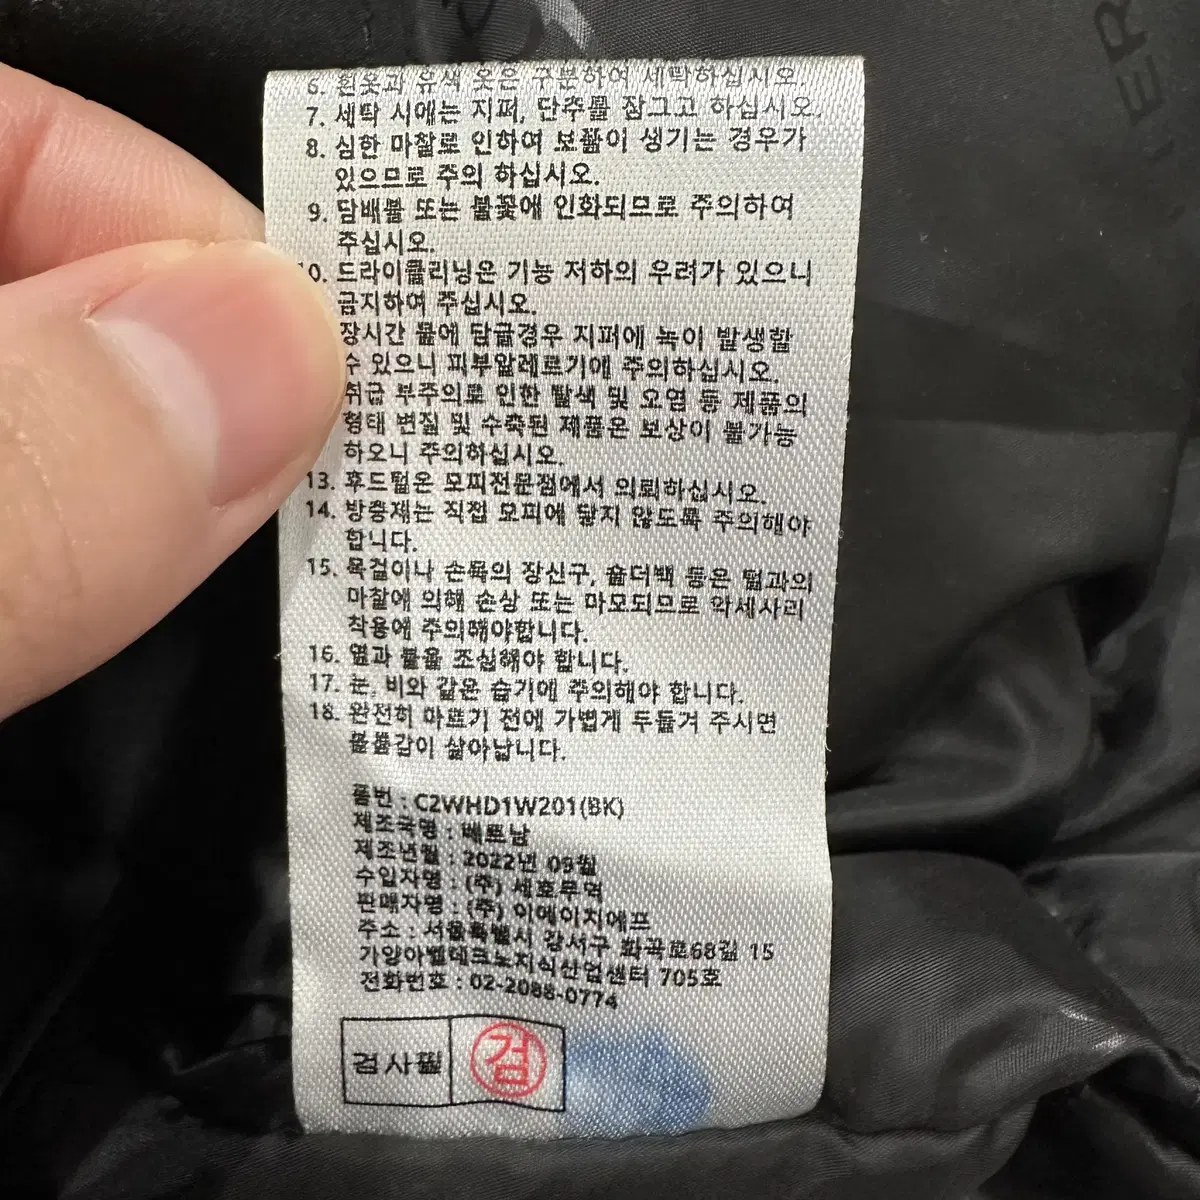 6. 흰옷과 유색 옷은 구분하여 세탁하십시오.
7. 세탁 시에는 지퍼, 단추를 잠그고 하십시오.
8. 심한 마찰로 인하여 보풀이 생기는 경우가
있으므로 주의 하십시오.
9. 담배불 또는 불꽃에 인화되므로 주의하여
주십시오.
10. 드라이클리닝은 기능 저하의 우려가 있으니
금지하여 주십시오.
장시간 물에 담글경우 지퍼에 녹이 발생할
수 있으니 피부알레르기에 주의하십시오.
취급 부주의로 인한 탈색 및 오염 등 제품의
형태 변질 및 수축된 제품은 보상이 불가능
하오니 주의하십시오.
13. 후드털은 모피전문점에서 의뢰하십시오.
14. 방충제는 직접 모피에 닿지 않도록 주의해야
합니다.
15. 목걸이나 손목의 장신구, 숄더백 등은 털과의
마찰에 의해 손상 또는 마모되므로 악세사리
착용에 주의해야합니다.
16. 열과 불을 조심해야 합니다.
17. 눈, 비와 같은 습기에 주의해야 합니다.
18. 완전히 마르기 전에 가볍게 두들겨 주시면
볼륨감이 살아납니다.
품번 : C2WHD1W201(BK)
제조국명 : 베트남
제조년월 : 2022년 09월
수입자명 : (주) 세호무역
판매자명 : (주) 이에이지에프
주소 : 서울특별시 강서구 화곡로68길 15
가양아벨테크노지식산업센터 705호
전화번호 : 02-2088-0774
검사필 검
ER